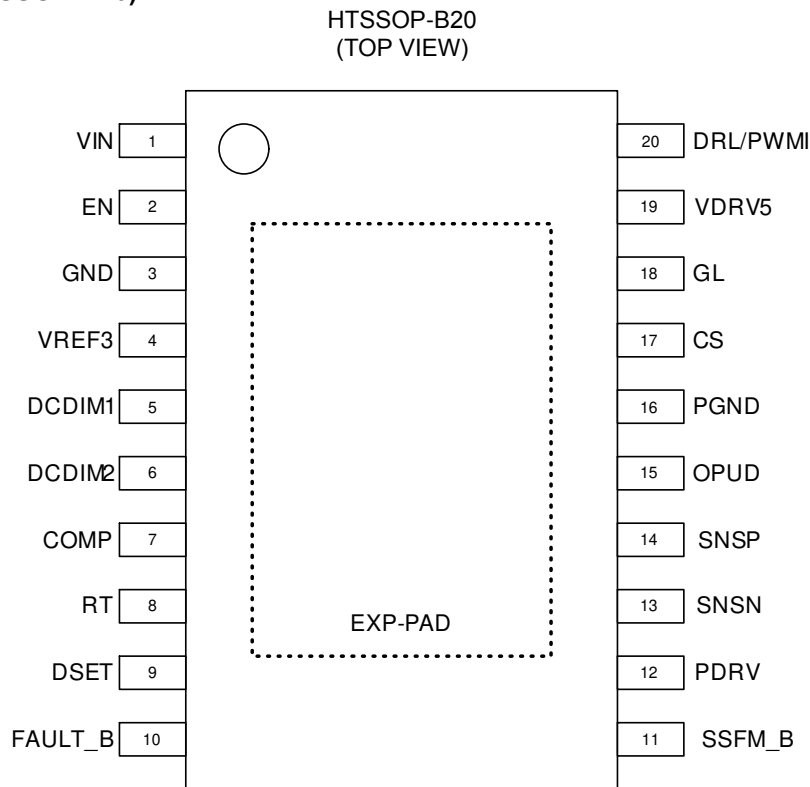 HTSSOP-B20
(TOP VIEW)
VIN 1
20 DRL/PWMI
EN 2
19 VDRV5
GND 3
18 GL
VREF3 4
17 CS
DCDIM1 5
16 PGND
DCDIM2 6
15 OPUD
COMP 7
14 SNSP
RT 8
13 SNSN
EXP-PAD
DSET 9
12 PDRV
FAULT_B 10
11 SSFM_B